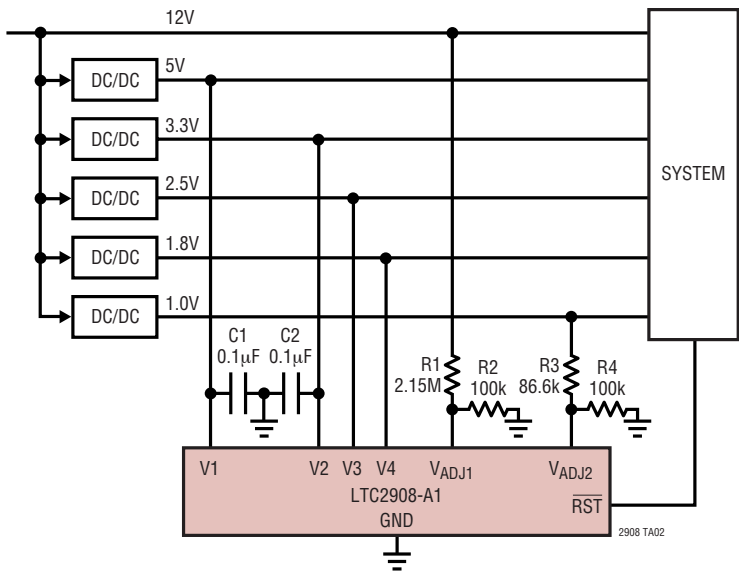 12V
5V
DC/DC
3.3V
DC/DC
2.5V
DC/DC
SYSTEM
1.8V
DC/DC
1.0V
DC/DC
C1
0.1μF
C2
0.1μF
R1
2.15M
R2
100k
R3
86.6k
R4
100k
V1
V2
V3
V4
VADJ1
VADJ2
LTC2908-A1
RST
GND
2908 TA02